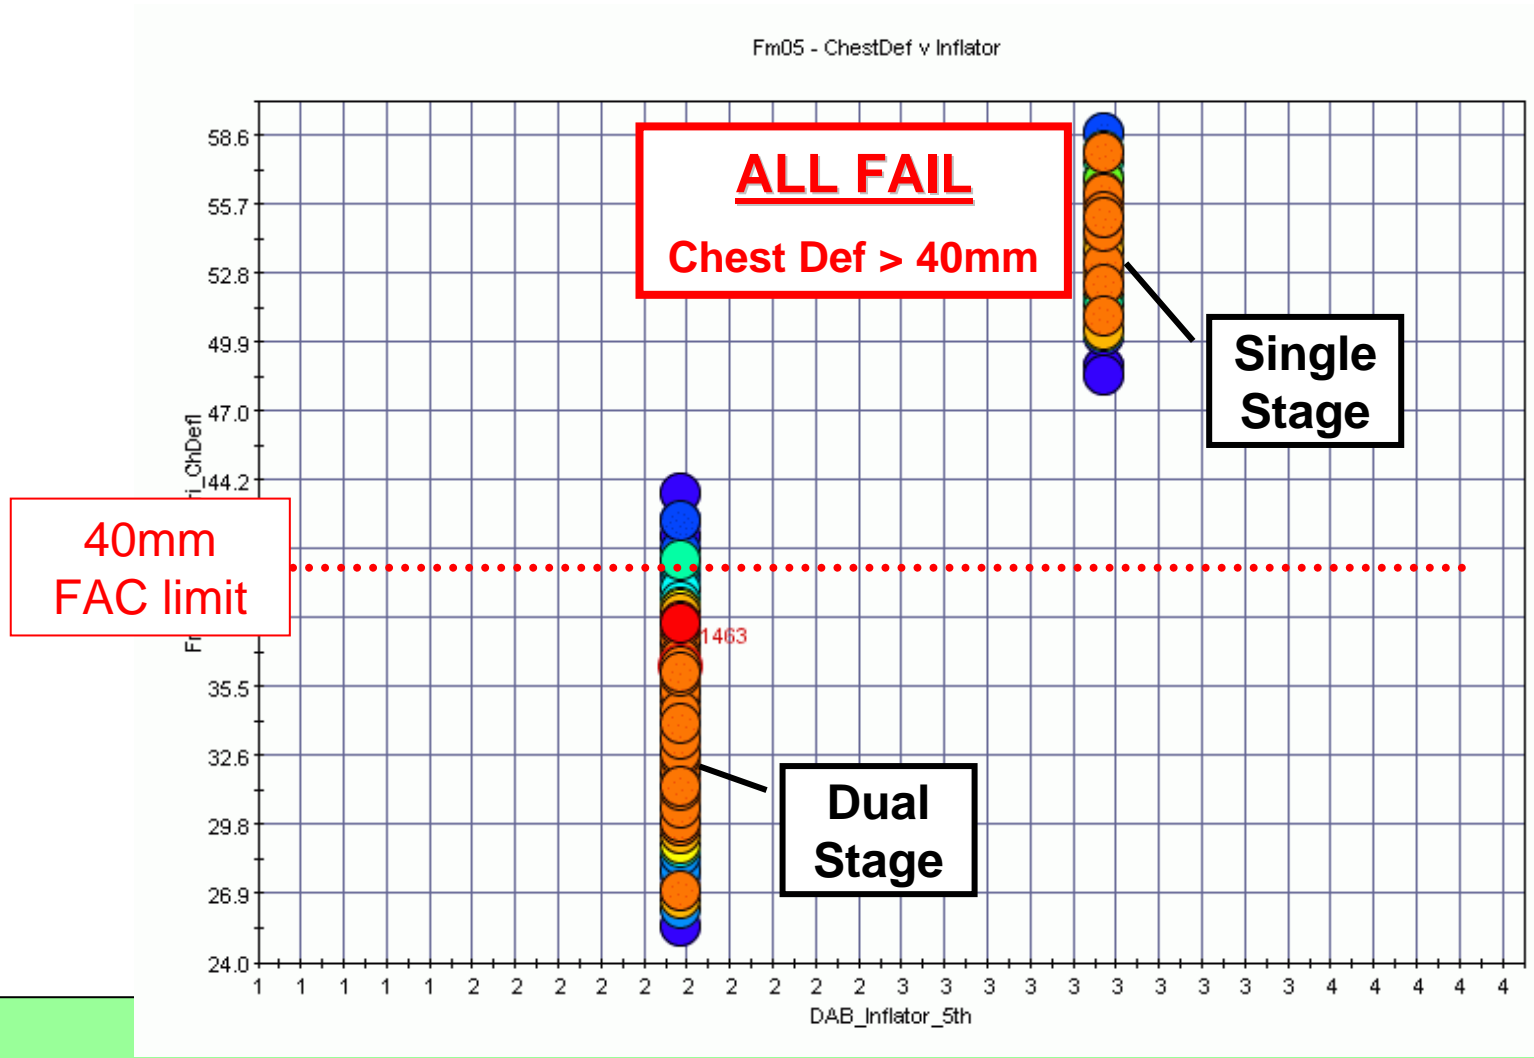 Fm05 - ChestDef v Inflator
58.6
ALL FAIL
55.7
Chest Def > 40mm
52.8
Single
Stage
49.9
47.0
ri_ChDefl
44.2
40mm
FAC limit
1463
35.5
32.6
Dual
Stage
29.8
26.9
24.0
1 1 1 1 1 2 2 2 2 2 2 2 2 2 2 3 3 3 3 3 3 3 3 3 3 4 4 4 4 4
DAB_Inflator_5th